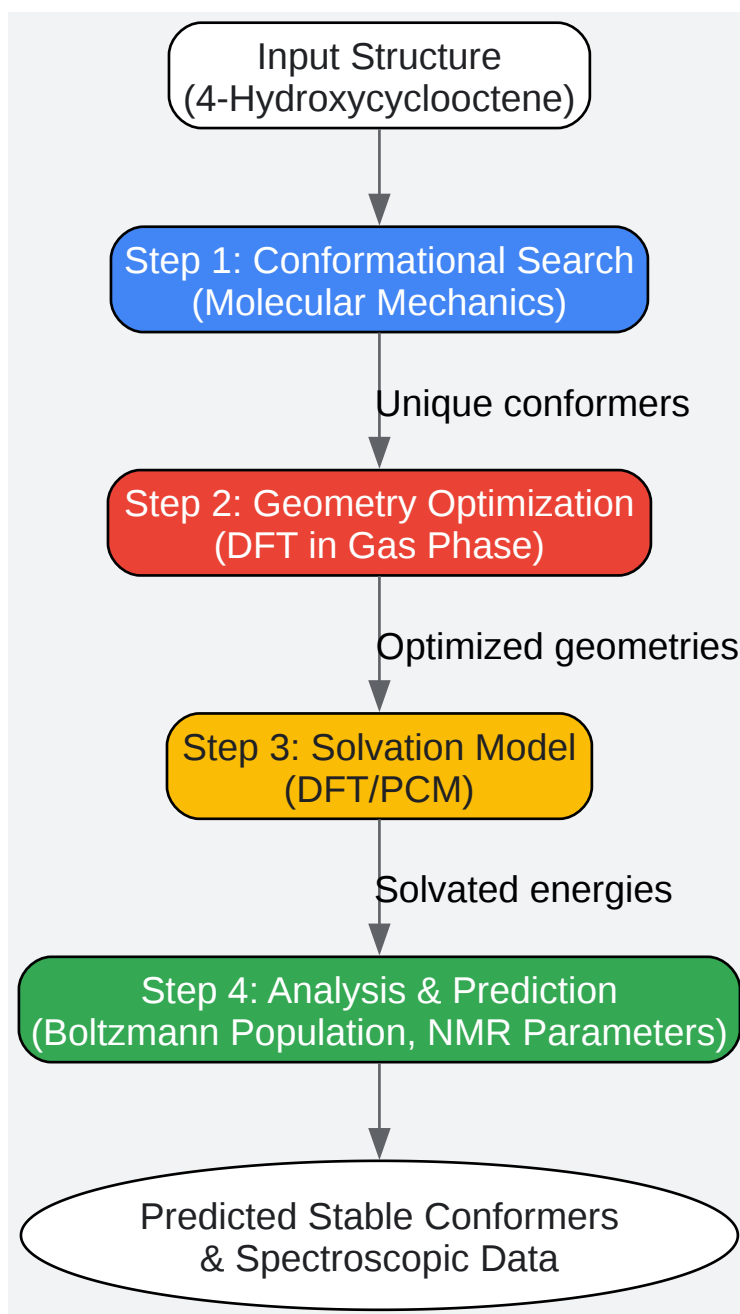 Input Structure
(4-Hydroxycyclooctene)
Step 1: Conformational Search
(Molecular Mechanics)
Unique conformers
Step 2: Geometry Optimization
(DFT in Gas Phase)
Optimized geometries
Step 3: Solvation Model
(DFT/PCM)
Solvated energies
Step 4: Analysis & Prediction
(Boltzmann Population, NMR Parameters)
Predicted Stable Conformers
& Spectroscopic Data